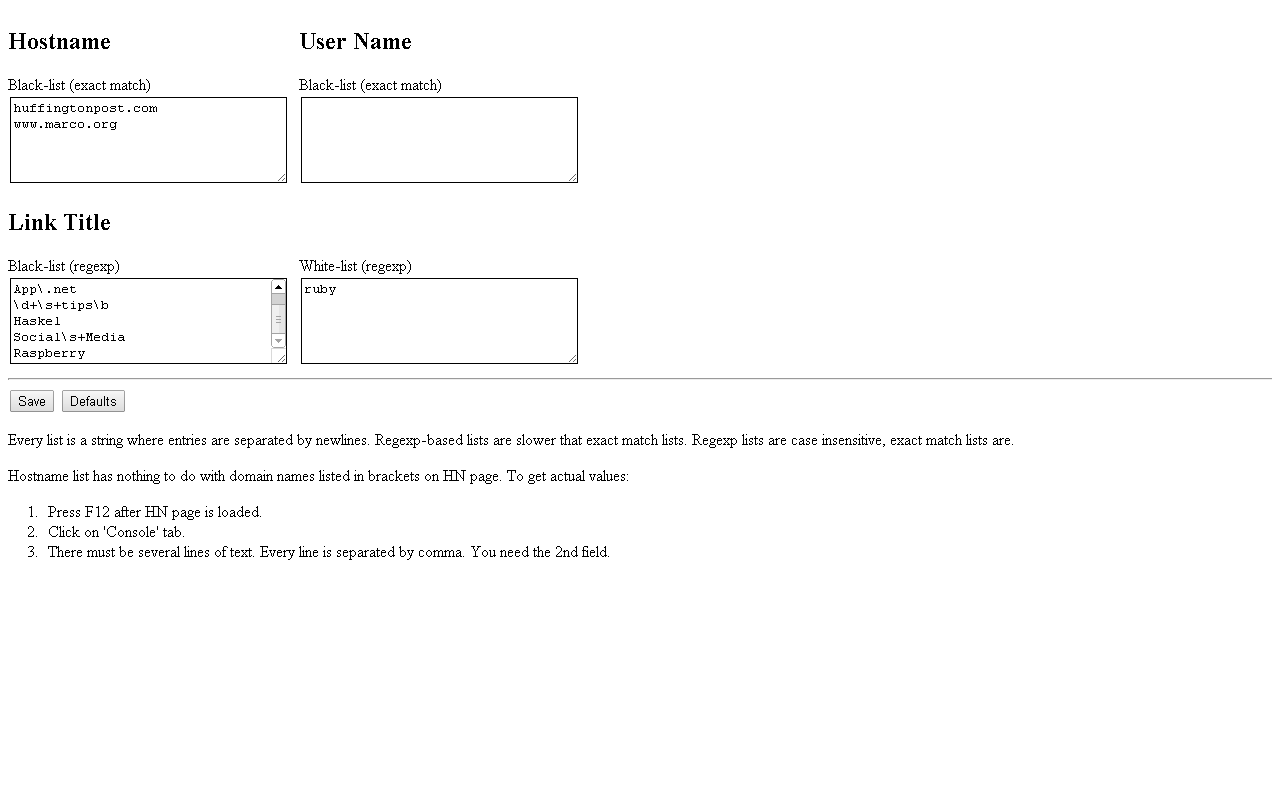 Hostname
User Name
Black-list (exact match)
Black-list (exact match)
huffingtonpost.com
www.marco.org
Link Title
Black-list (regexp)
White-list (regexp)
App\.net
\d+\s+tips\b
Haskel
Social\s+Media
Raspberry
ruby
Save
Defaults
Every list is a string where entries are separated by newlines. Regexp-based lists are slower that exact match lists. Regexp lists are case insensitive, exact match lists are.
Hostname list has nothing to do with domain names listed in brackets on HN page. To get actual values:
1. Press F12 after HN page is loaded.
2. Click on 'Console' tab.
3. There must be several lines of text. Every line is separated by comma. You need the 2nd field.